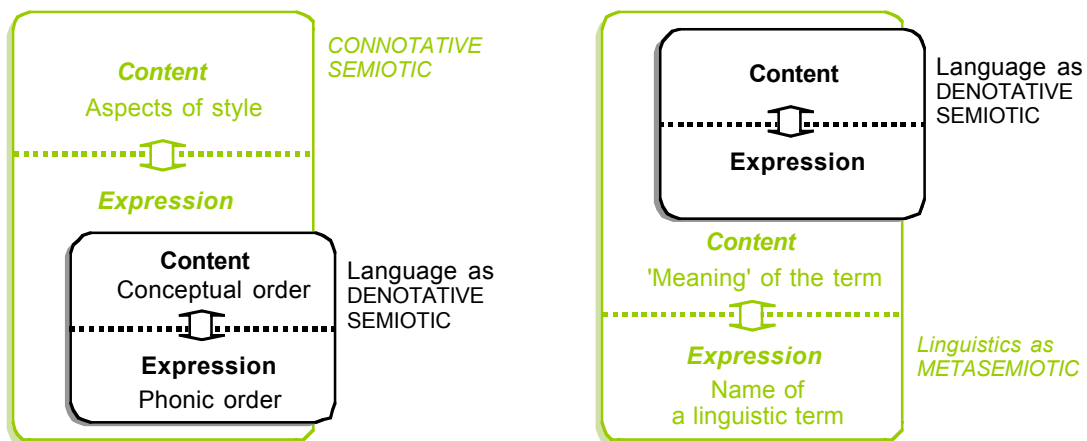 CONNOTATIVE
SEMIOTIC
Content
Aspects of style
Expression
Content
Conceptual order
Expression
Phonic order
Language as
DENOTATIVE
SEMIOTIC
Content
Expression
Language as
DENOTATIVE
SEMIOTIC
Content
'Meaning' of the term
Expression
Name of
a linguistic term
Linguistics as
METASEMIOTIC